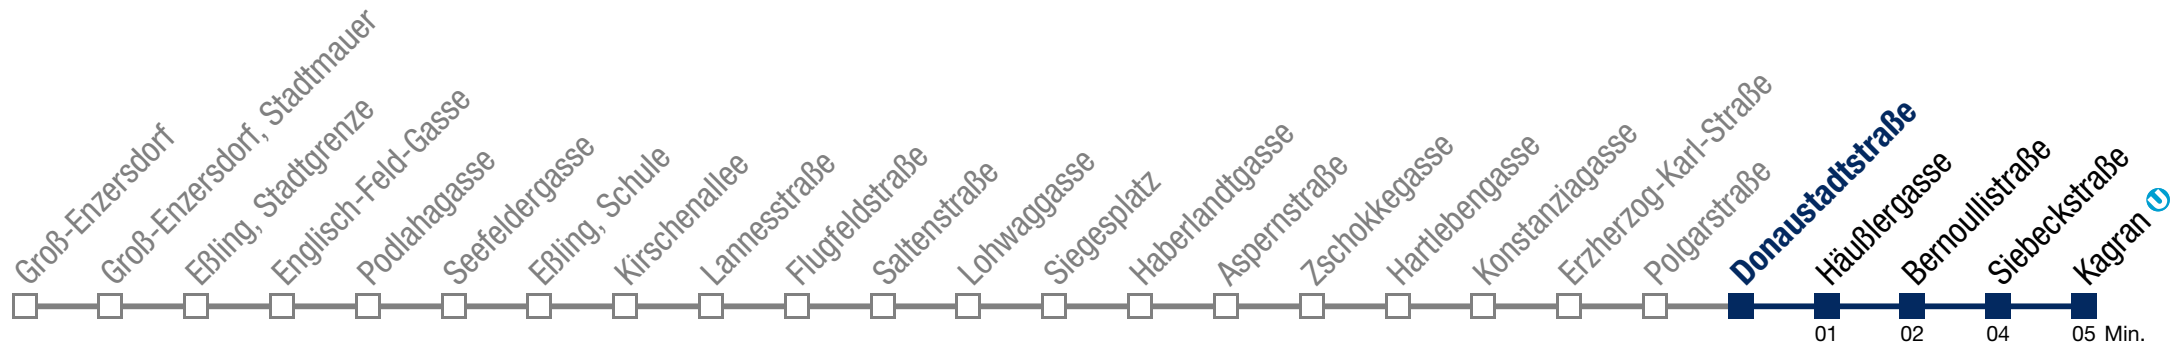 Groß-Enzersdorf
Groß-Enzersdorf, Stadtmauer
Eßling, Stadtgrenze
Englisch-Feld-Gasse
Podlahagasse
Seefeldergasse
Eßling, Schule
Kirschenallee
Lannesstraße
Flugfeldstraße
Saltenstraße
Lohwaggasse
Siegesplatz
Haberlandtgasse
Aspernstraße
Zschokkegasse
Hartlebengasse
Konstanziagasse
Erzherzog-Karl-Straße
Polgarstraße
Donaustadtstraße
Häußlergasse
Bernoullistraße
Siebeckstraße
Kagran U
01 02 04 05 Min.